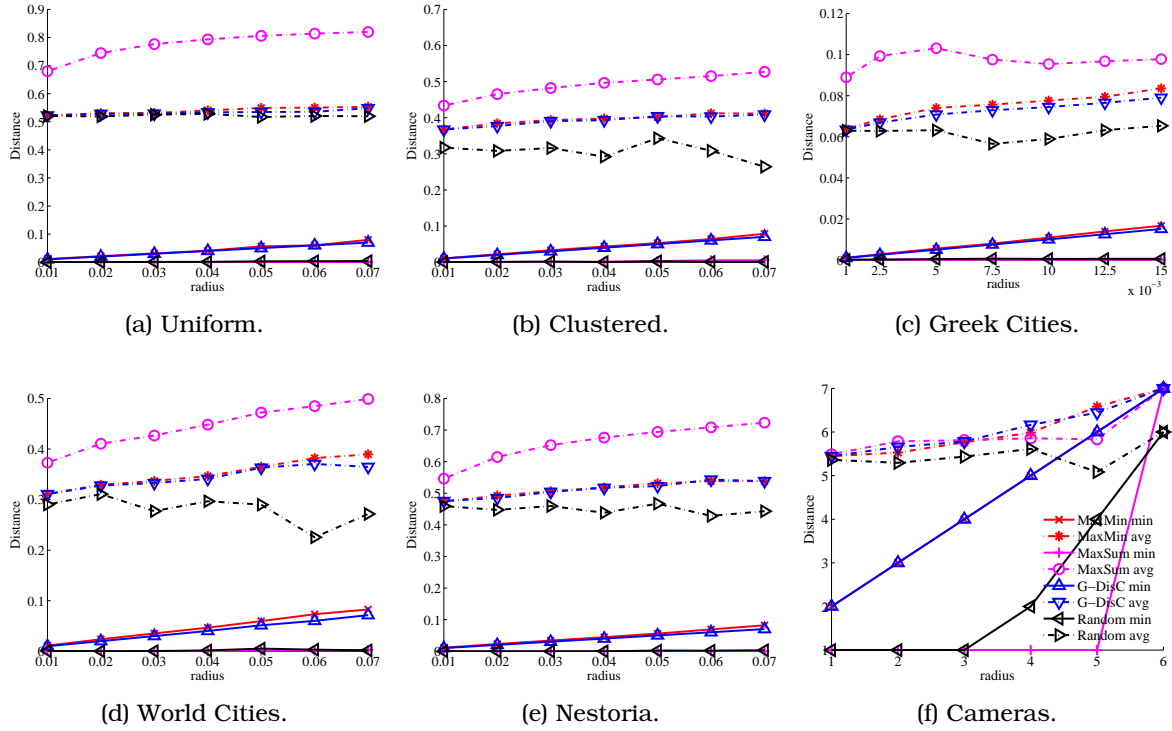 0.9
0.8
0.7
0.6
0.5
0.4
0.3
0.2
0.1
0
Distance
0.01 0.02 0.03 0.04 0.05 0.06 0.07
radius
(a) Uniform.
0.7
0.6
0.5
0.4
0.3
0.2
0.1
0
Distance
0.01 0.02 0.03 0.04 0.05 0.06 0.07
radius
(b) Clustered.
0.12
0.1
0.08
0.06
0.04
0.02
0
Distance
1 2.5 5 7.5 10 12.5 15
radius
x 10⁻³
(c) Greek Cities.
0.5
0.4
0.3
0.2
0.1
0
Distance
0.01 0.02 0.03 0.04 0.05 0.06 0.07
radius
(d) World Cities.
0.9
0.8
0.7
0.6
0.5
0.4
0.3
0.2
0.1
0
Distance
0.01 0.02 0.03 0.04 0.05 0.06 0.07
radius
(e) Nestoria.
7
6
5
4
3
2
1
Distance
1 2 3 4 5 6
radius
MaxMin min
MaxMin avg
MaxSum min
MaxSum avg
G-DisC min
G-DisC avg
Random min
Random avg
(f) Cameras.